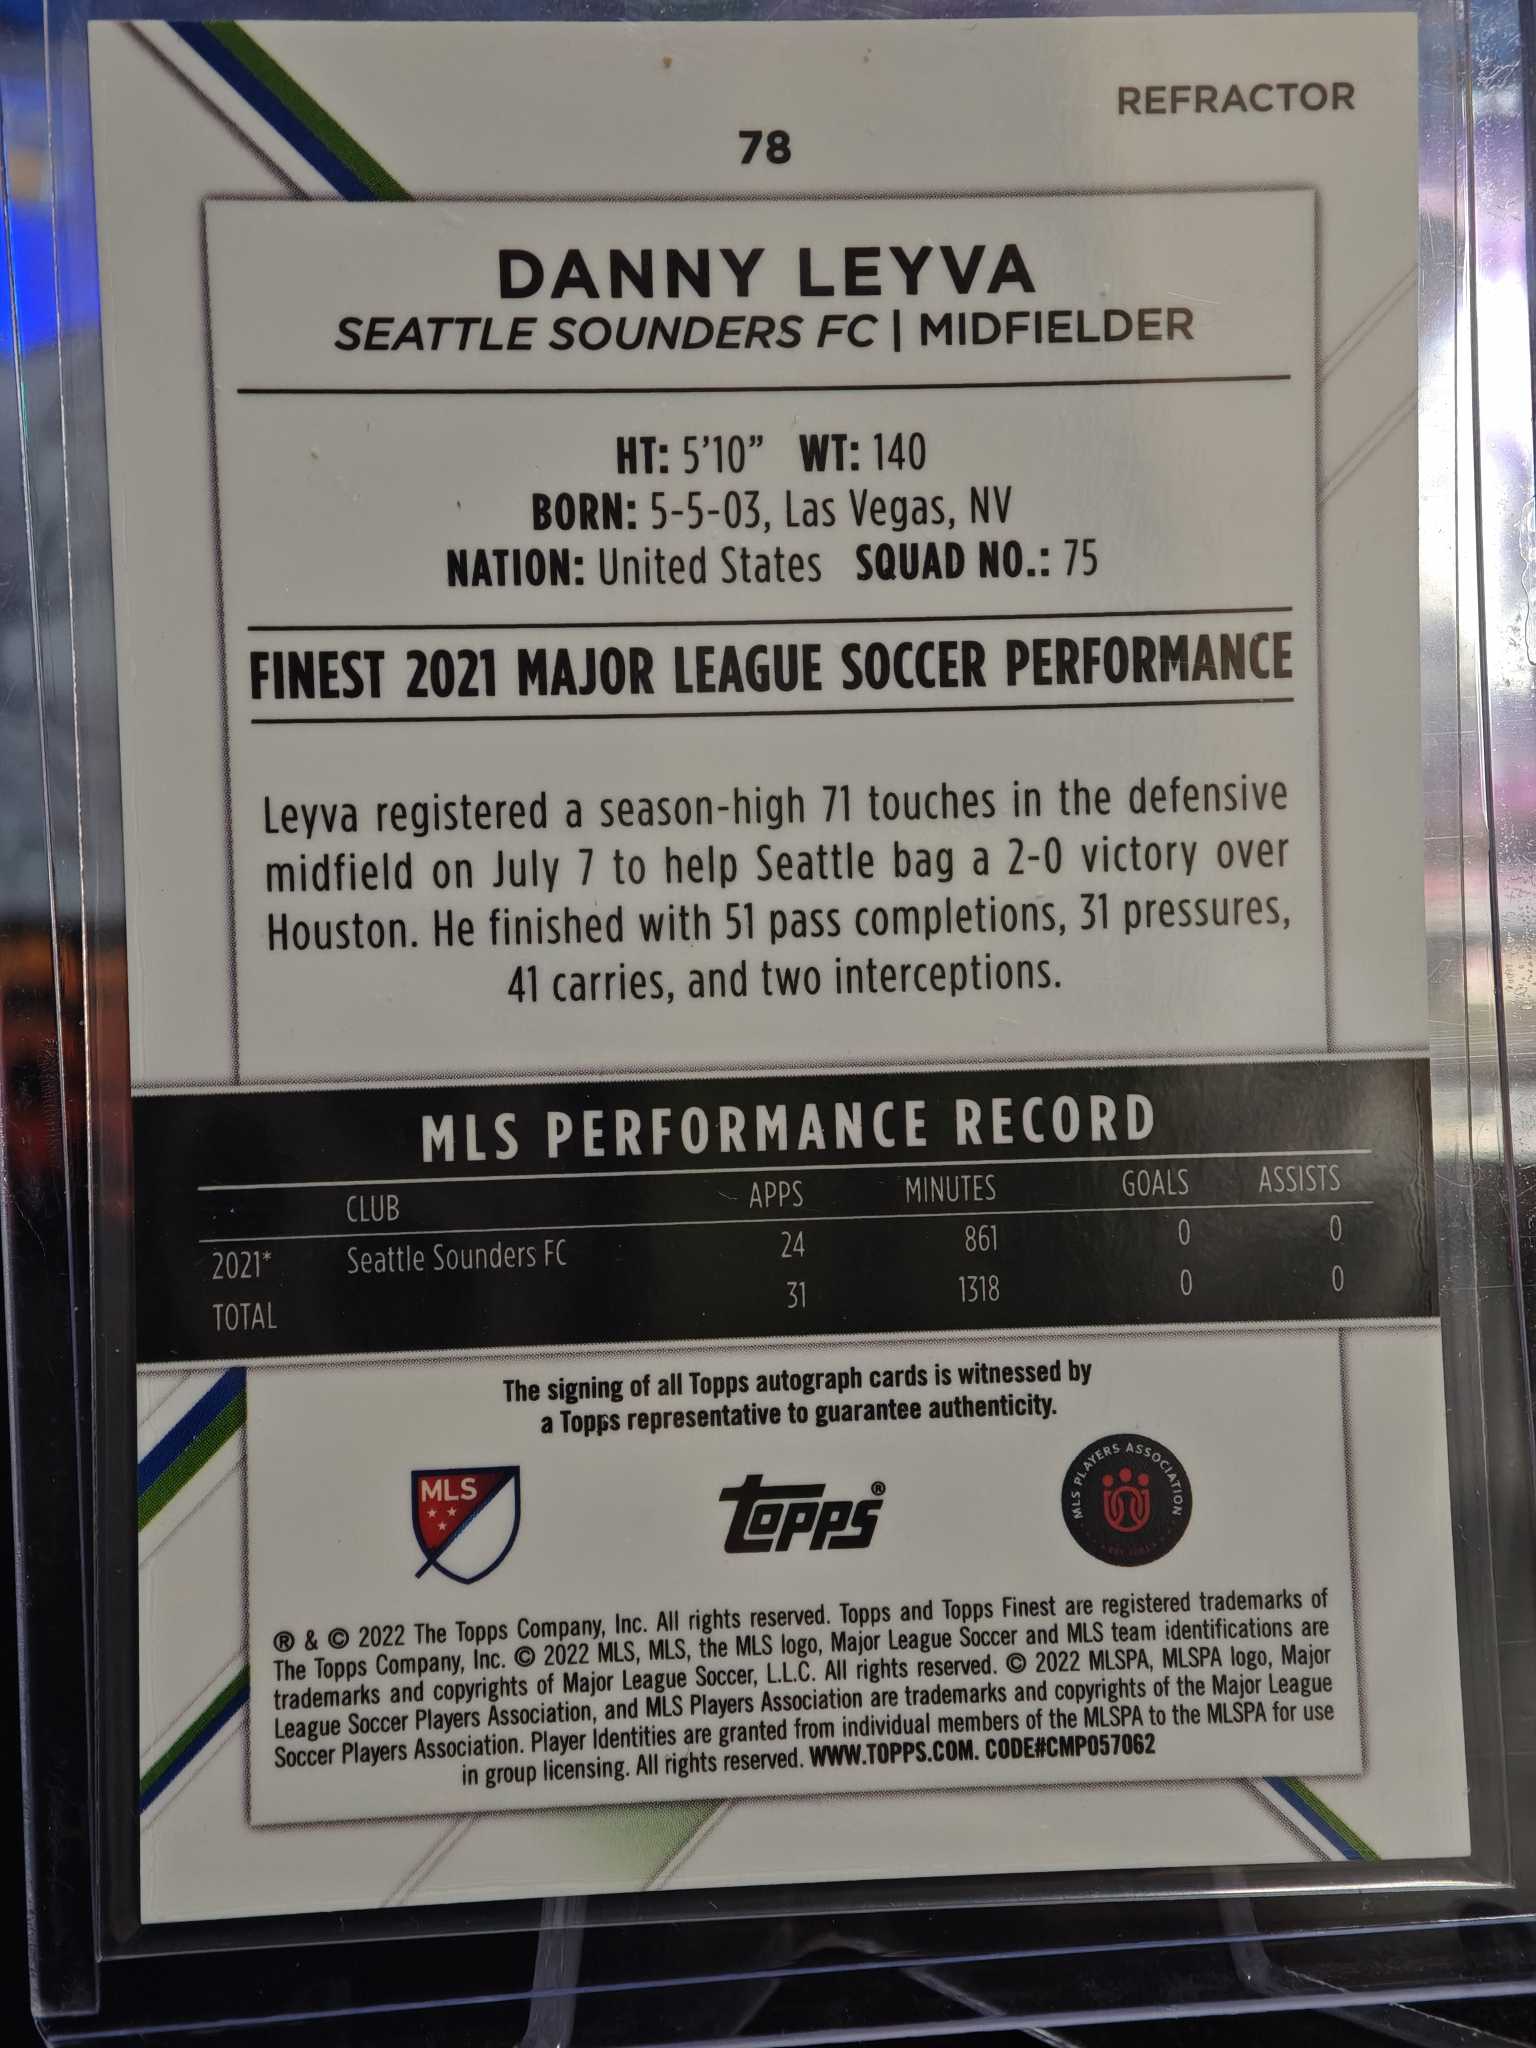 REFRACTOR
78
DANNY LEYVA
SEATTLE SOUNDERS FC | MIDFIELDER
HT: 5'10” WT: 140
BORN: 5-5-03, Las Vegas, NV
NATION: United States SQUAD NO.: 75
FINEST 2021 MAJOR LEAGUE SOCCER PERFORMANCE
Leyva registered a season-high 71 touches in the defensive
midfield on July 7 to help Seattle bag a 2-0 victory over
Houston. He finished with 51 pass completions, 31 pressures,
41 carries, and two interceptions.
MLS PERFORMANCE RECORD
CLUB APPS MINUTES GOALS ASSISTS
2021* Seattle Sounders FC 24 861 0 0
TOTAL 31 1318 0 0
The signing of all Topps autograph cards is witnessed by
a Topps representative to guarantee authenticity.
MLS
Topps®
MLS PLAYERS ASSOCIATION
® & © 2022 The Topps Company, Inc. All rights reserved. Topps and Topps Finest are registered trademarks of
The Topps Company, Inc. © 2022 MLS, MLS, the MLS logo, Major League Soccer and MLS team identifications are
trademarks and copyrights of Major League Soccer, L.L.C. All rights reserved. © 2022 MLSPA, MLSPA logo, Major
League Soccer Players Association, and MLS Players Association are trademarks and copyrights of the Major League
Soccer Players Association. Player Identities are granted from individual members of the MLSPA to the MLSPA for use
in group licensing. All rights reserved. WWW.TOPPS.COM. CODE#CMP057062